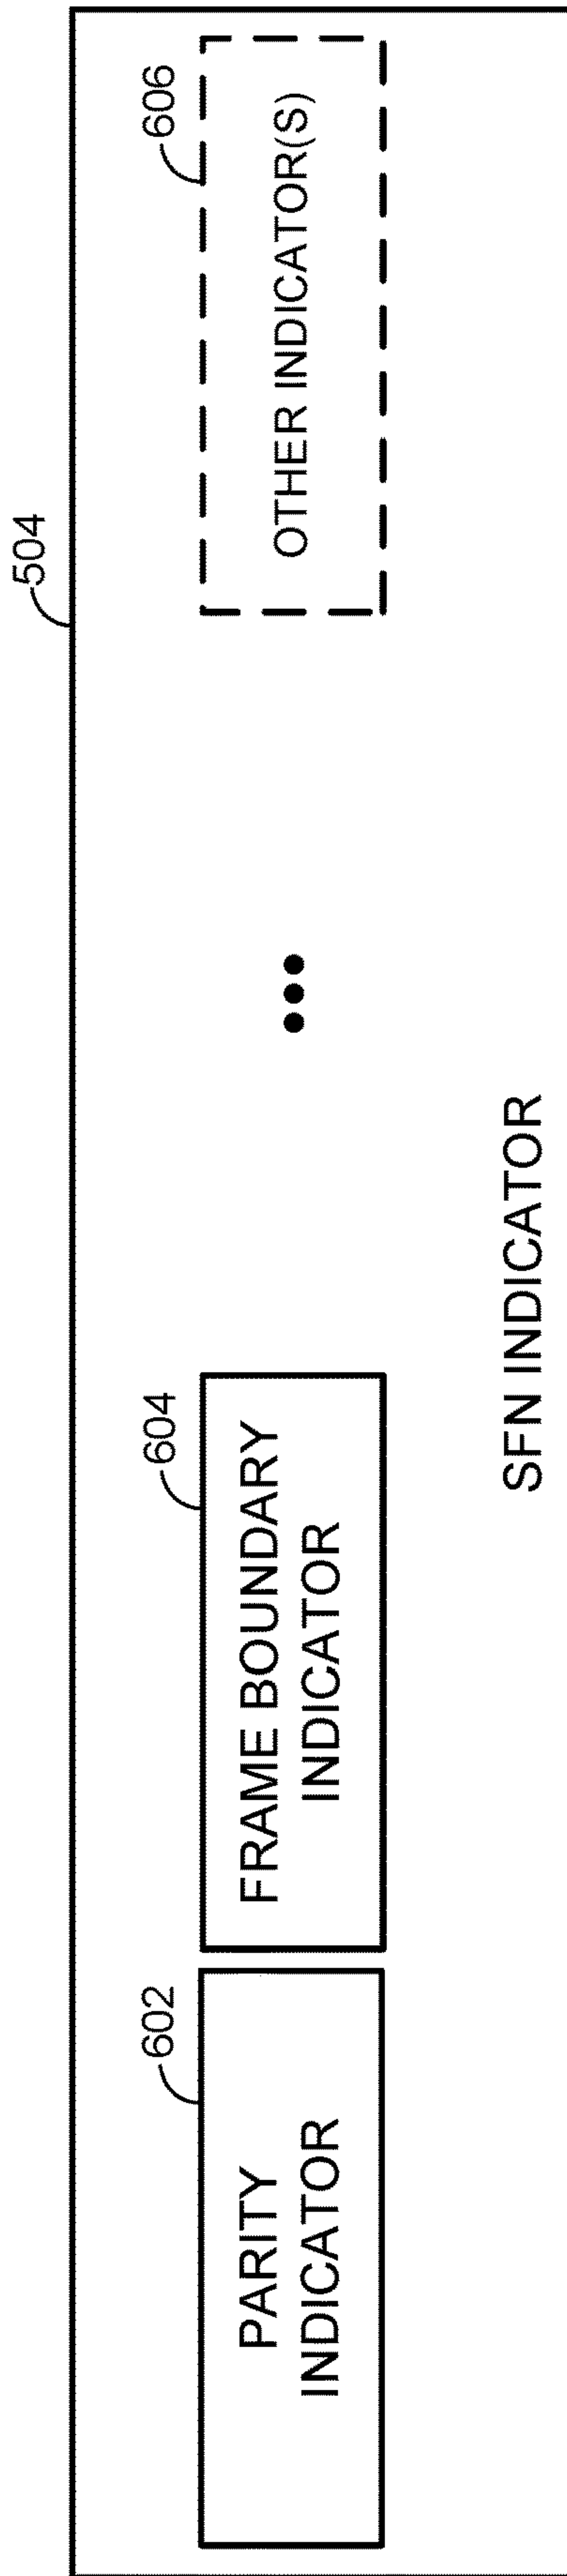 504
602
604
606
PARITY
INDICATOR
FRAME BOUNDARY
INDICATOR
•••
OTHER INDICATOR(S)
SFN INDICATOR